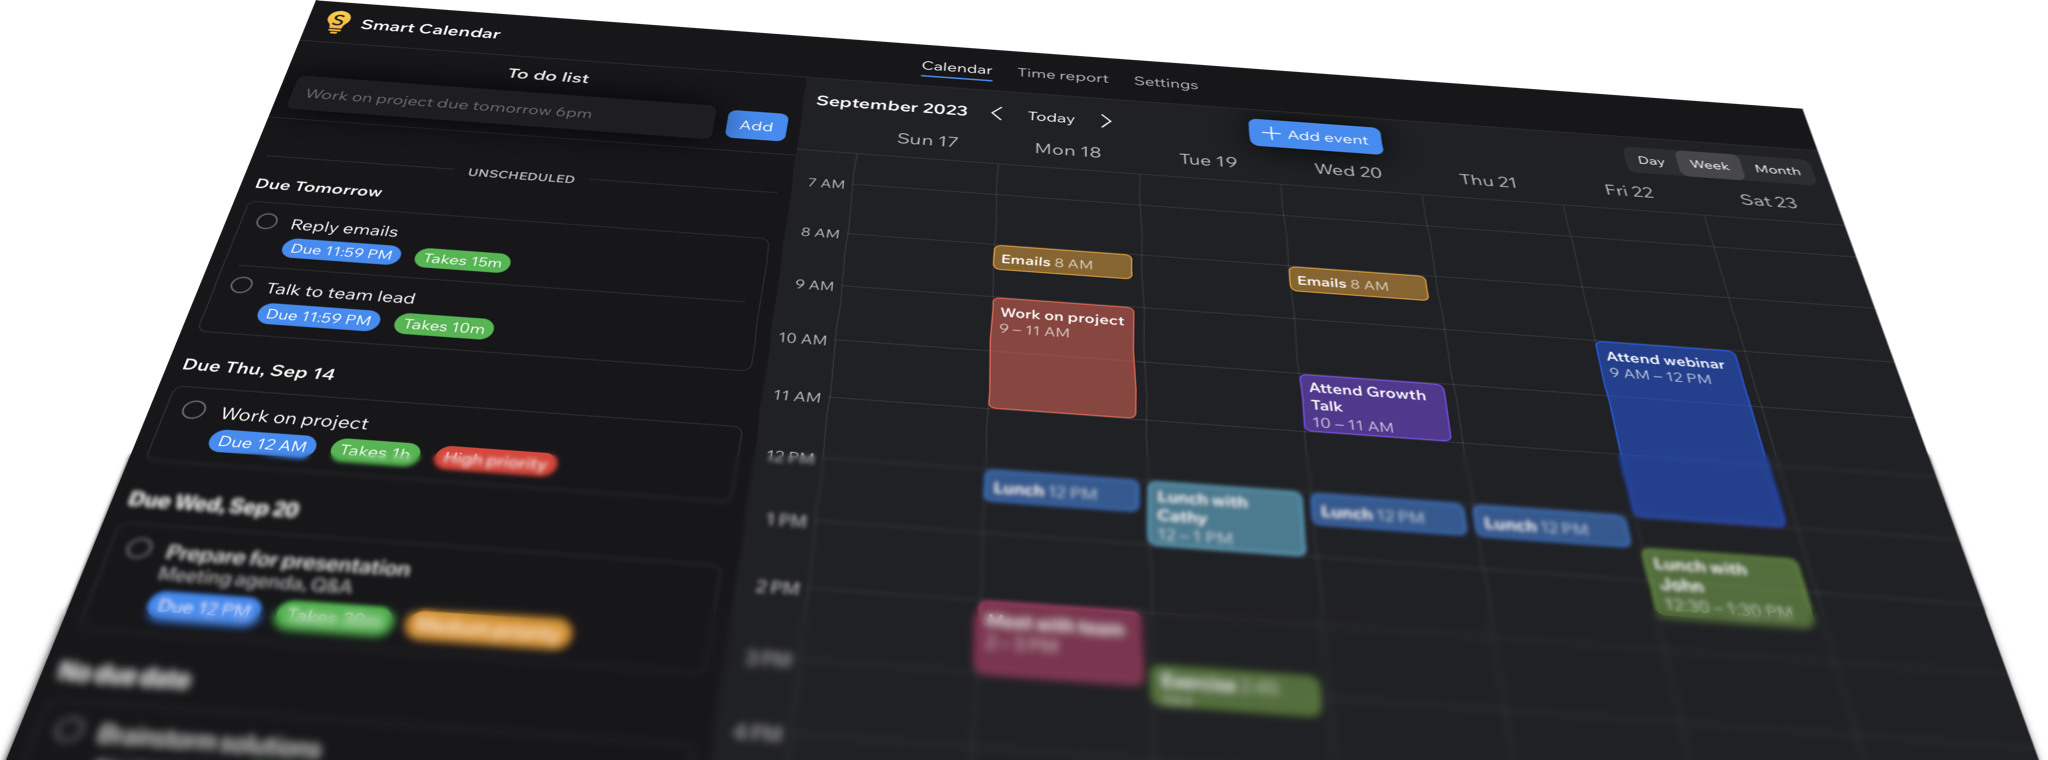 Smart Calendar
Calendar
Time report
Settings
To do list
Work on project due tomorrow 6pm
Add
UNSCHEDULED
Due Tomorrow
Reply emails
Due 11:59 PM
Takes 15m
Talk to team lead
Due 11:59 PM
Takes 10m
Due Thu, Sep 14
Work on project
Due 12 AM
Takes 1h
High priority
Due Wed, Sep 20
Prepare for presentation
Meeting agenda, Q&A
Due 12 PM
Takes 30m
Medium priority
No due date
Brainstorm solutions
September 2023
Today
Add event
Day
Week
Month
Sun 17
Mon 18
Tue 19
Wed 20
Thu 21
Fri 22
Sat 23
7 AM
8 AM
9 AM
10 AM
11 AM
12 PM
1 PM
2 PM
3 PM
4 PM
Emails 8 AM
Work on project
9 – 11 AM
Lunch 12 PM
Meet with team
2 – 3 PM
Lunch with
Cathy
12 – 1 PM
Exercise
Emails 8 AM
Attend Growth
Talk
10 – 11 AM
Lunch 12 PM
Lunch 12 PM
Attend webinar
9 AM – 12 PM
Lunch with
John
12:30 – 1:30 PM